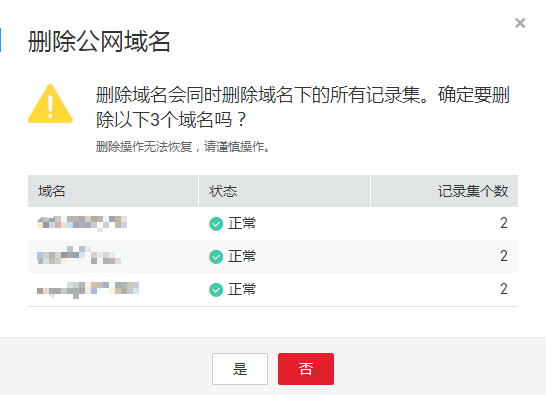 删除公网域名
删除域名会同时删除域名下的所有记录集。确定要删
除以下3个域名吗？
删除操作无法恢复，请谨慎操作。
域名 状态 记录集个数
正常 2
正常 2
正常 2
是 否